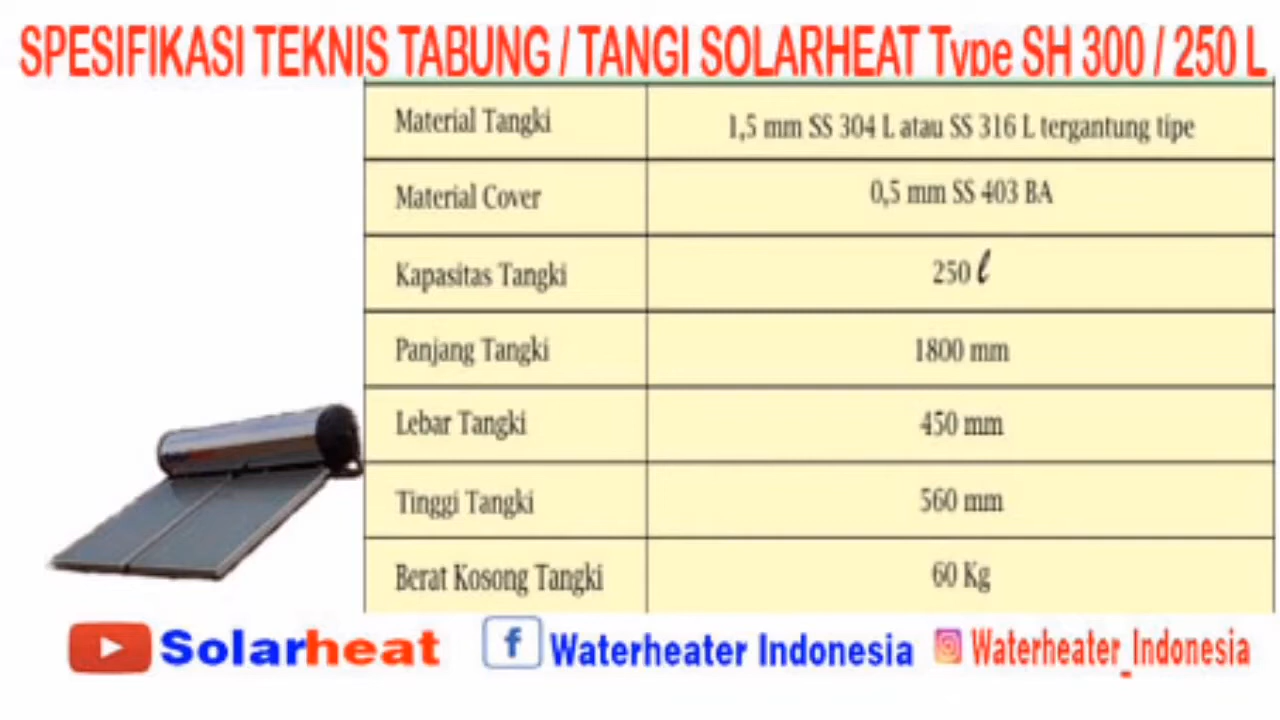 SPESIFIKASI TEKNIS TABUNG / TANGI SOLARHEAT Type SH 300 / 250 L
Material Tangki 1,5 mm SS 304 L atau SS 316 L tergantung tipe
Material Cover 0,5 mm SS 403 BA
Kapasitas Tangki 250 ℓ
Panjang Tangki 1800 mm
Lebar Tangki 450 mm
Tinggi Tangki 560 mm
Berat Kosong Tangki 60 Kg
Solarheat f Waterheater Indonesia Waterheater_Indonesia